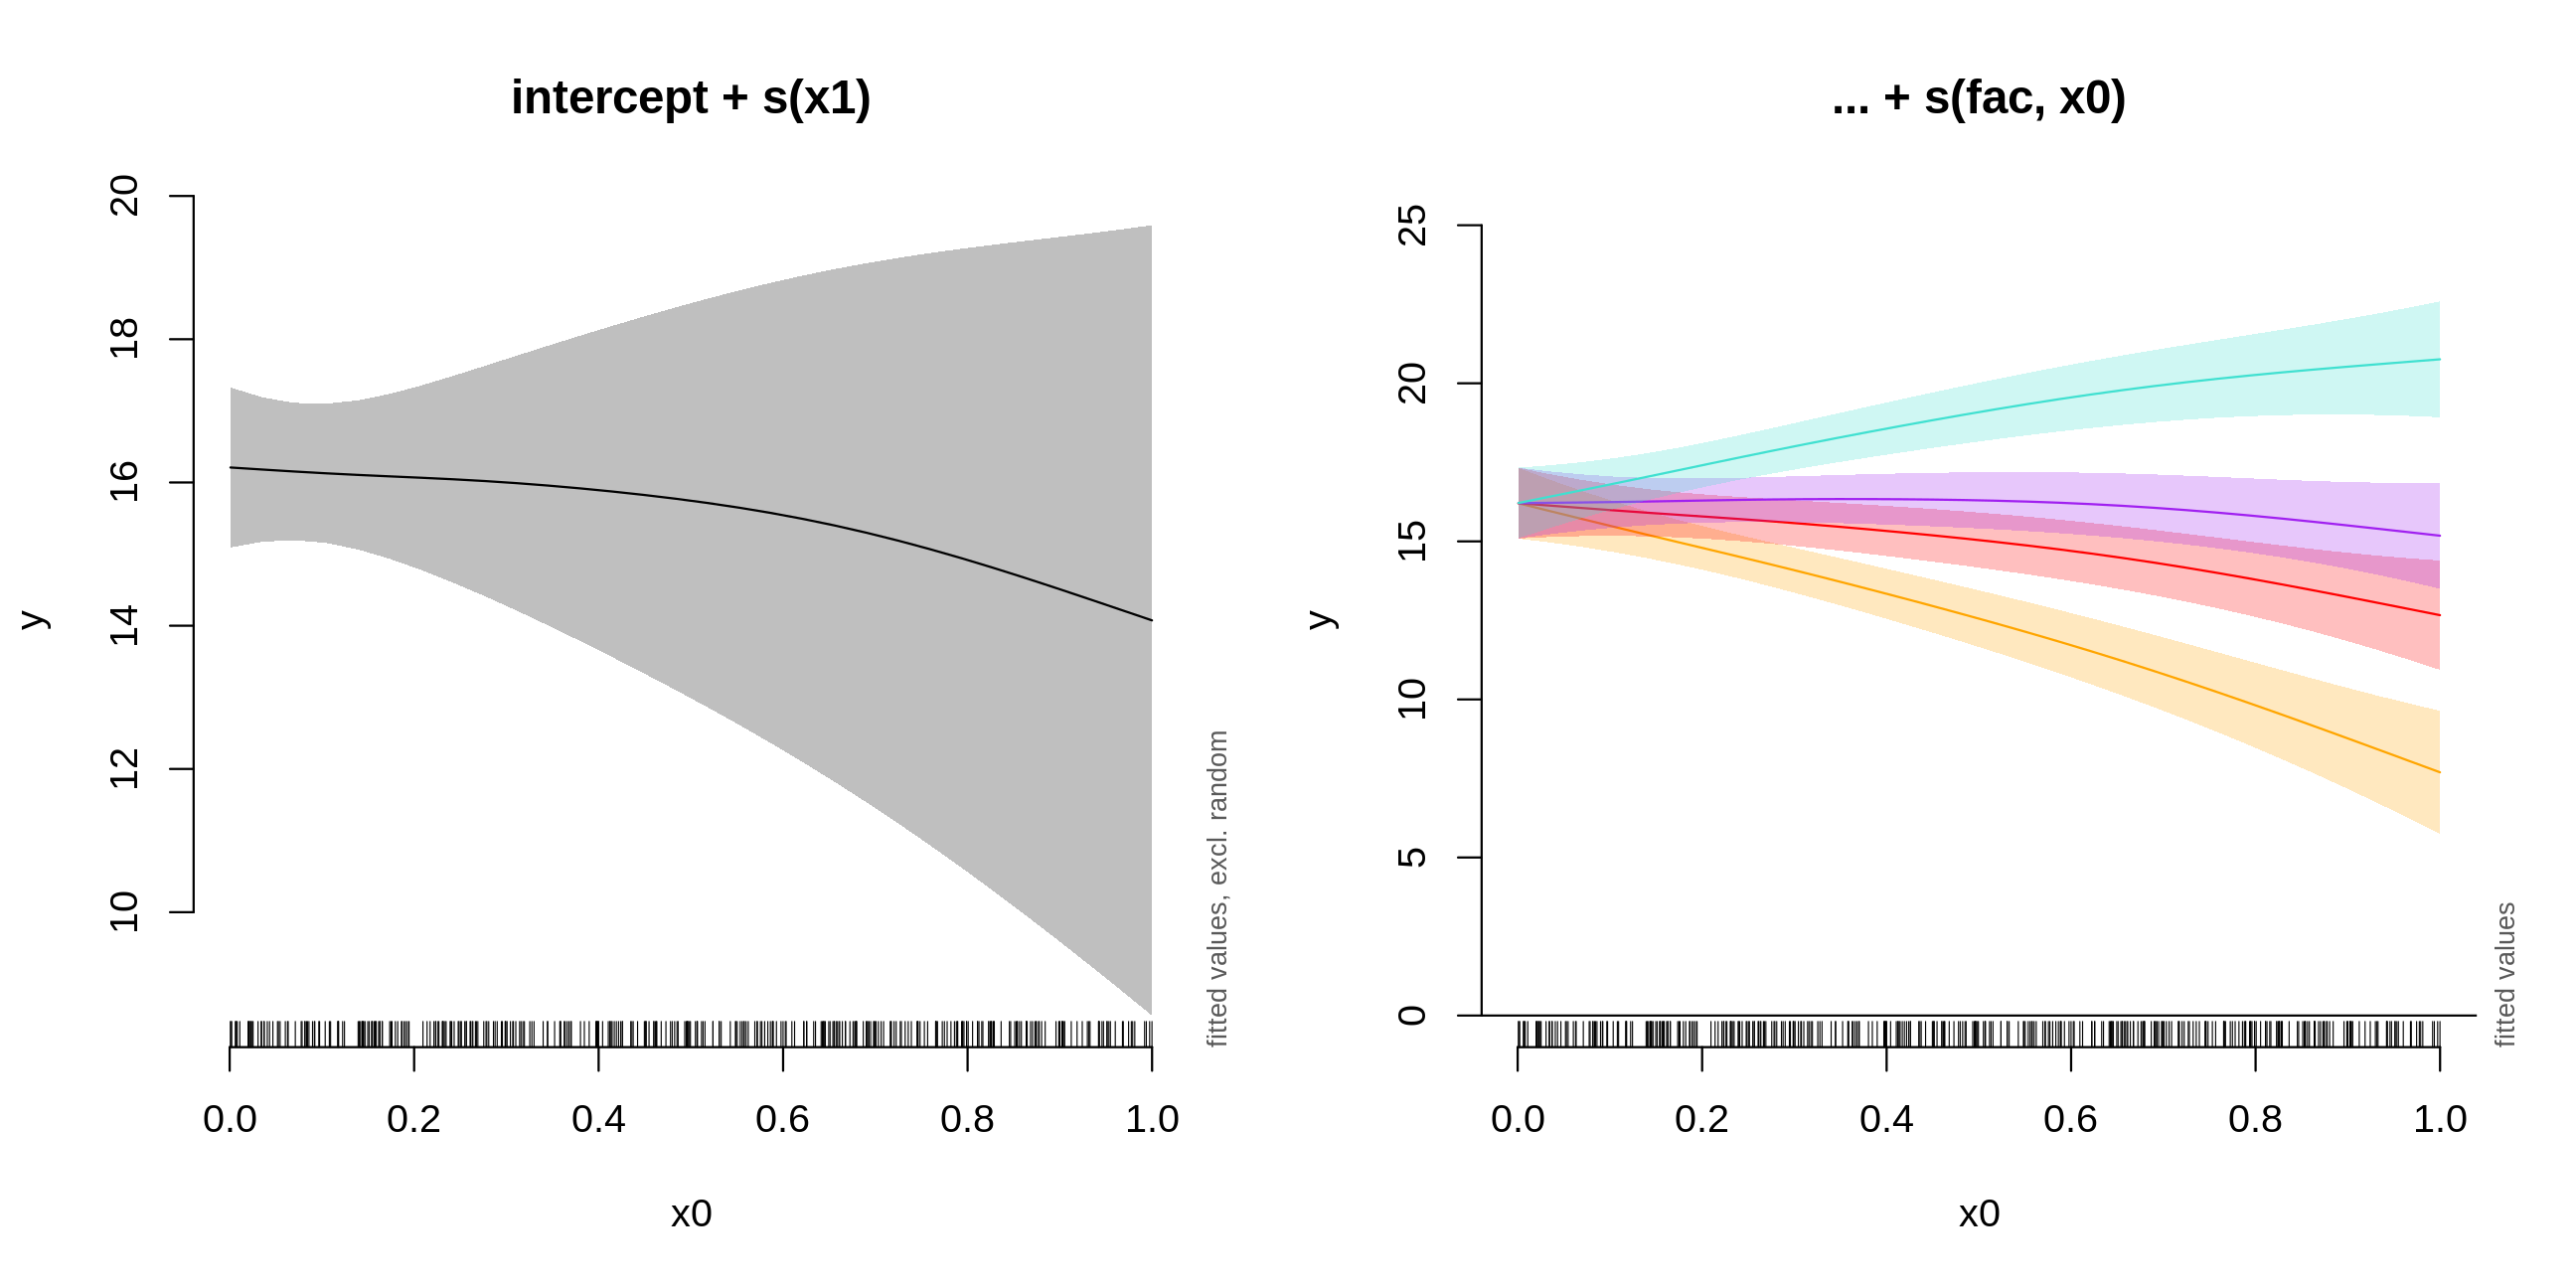 intercept + s(x1)
20
18
16
14
12
10
y
fitted values, excl. random
0.0 0.2 0.4 0.6 0.8 1.0
x0
... + s(fac, x0)
25
20
15
10
5
0
y
fitted values
0.0 0.2 0.4 0.6 0.8 1.0
x0